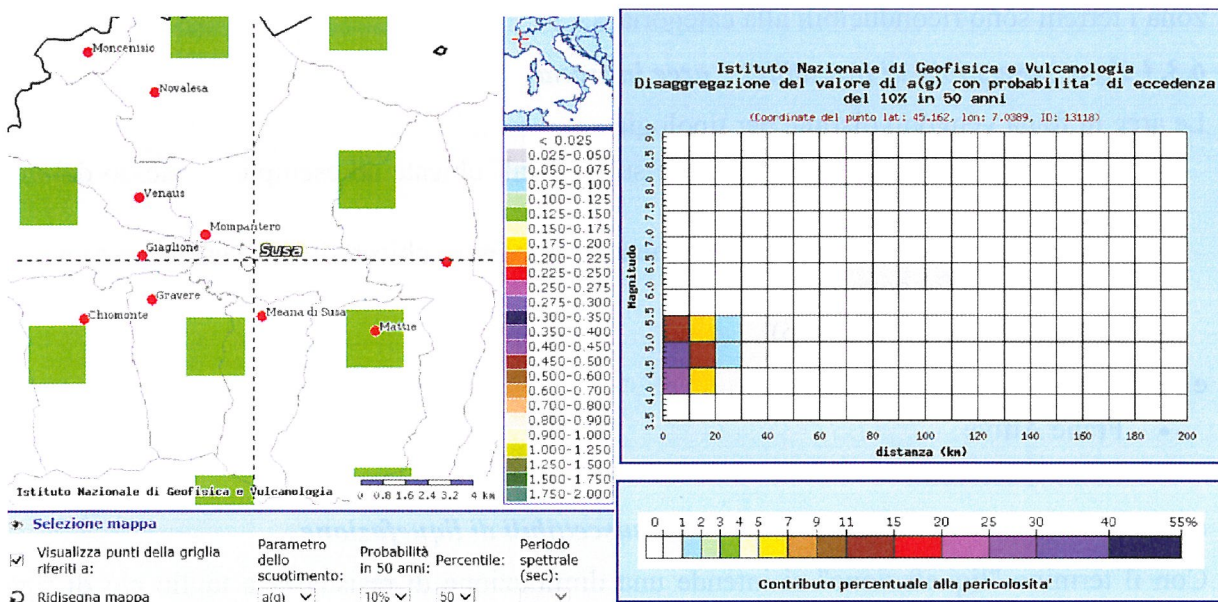 Moncenisio
Novalesa
Venaus
Mompantero
Giaglione
Susa
Gravere
Chiomonte
Meana di Susa
Mattie
Istituto Nazionale di Geofisica e Vulcanologia
0 0.8 1.6 2.4 3.2 4 km
< 0.025
0.025-0.050
0.050-0.075
0.075-0.100
0.100-0.125
0.125-0.150
0.150-0.175
0.175-0.200
0.200-0.225
0.225-0.250
0.250-0.275
0.275-0.300
0.300-0.350
0.350-0.400
0.400-0.450
0.450-0.500
0.500-0.600
0.600-0.700
0.700-0.800
0.800-0.900
0.900-1.000
1.000-1.250
1.250-1.500
1.500-1.750
1.750-2.000
Selezione mappa
Visualizza punti della griglia riferiti a:
Ridisegna mappa
Parametro dello scuotimento:
a(g)
Probabilità in 50 anni:
10%
Percentile:
50
Periodo spettrale (sec):
zona i terreni sono riconducibili alla categoria
Istituto Nazionale di Geofisica e Vulcanologia
Disaggregazione del valore di a(g) con probabilita' di eccedenza
del 10% in 50 anni
(Coordinate del punto lat: 45.162, lon: 7.0389, ID: 13118)
Magnitudo
9.0
8.5
8.0
7.5
7.0
6.5
6.0
5.5
5.0
4.5
4.0
3.5
0 20 40 60 80 100 120 140 160 180 200
distanza (km)
0 1 2 3 4 5 7 9 11 15 20 25 30 40 55%
Contributo percentuale alla pericolosita'